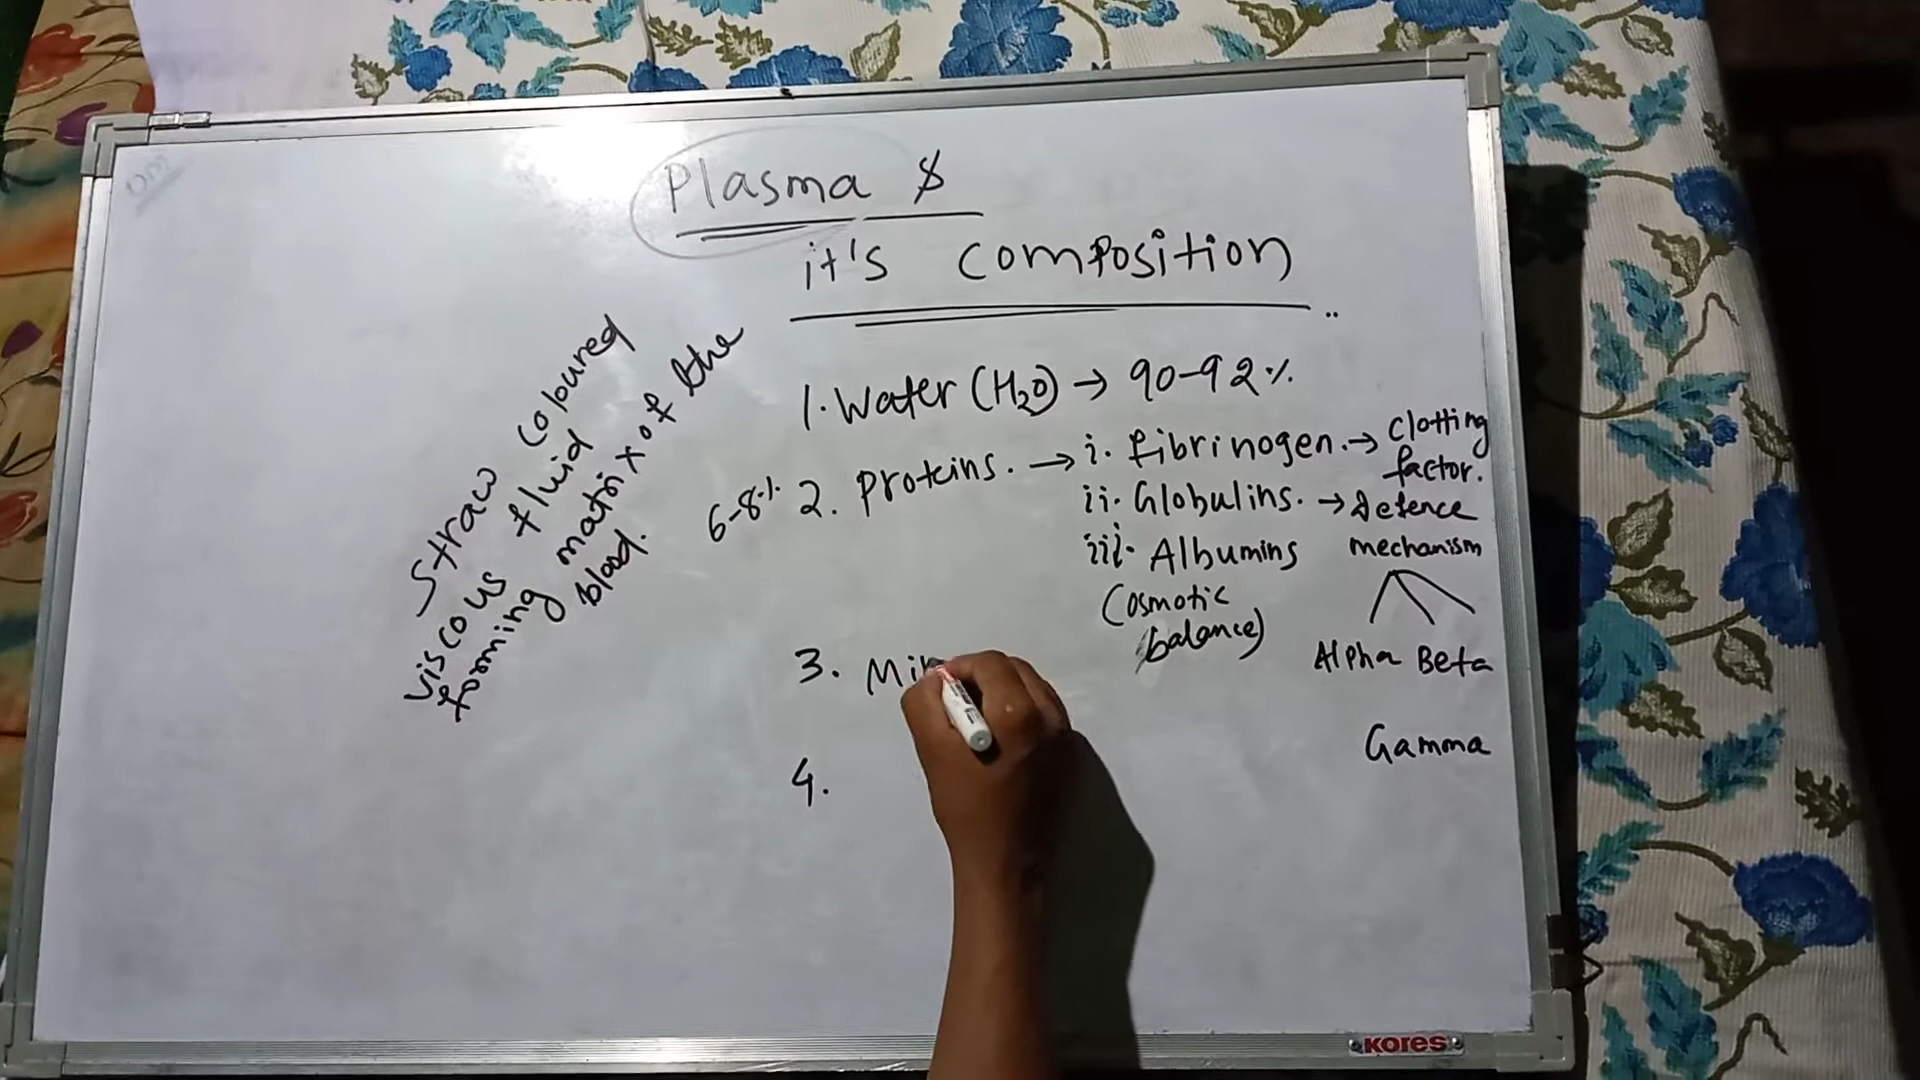 Plasma $
it's composition
Straw coloured
viscous fluid
forming matrix of the
blood.
1. Water (H₂O) → 90-92%
6-8% 2. Proteins. → i. fibrinogen. → clotting factor.
ii. Globulins. → defence mechanism
iii. Albumins
(osmotic
balance)
Alpha Beta
Gamma
3. Mi
4.
KORES